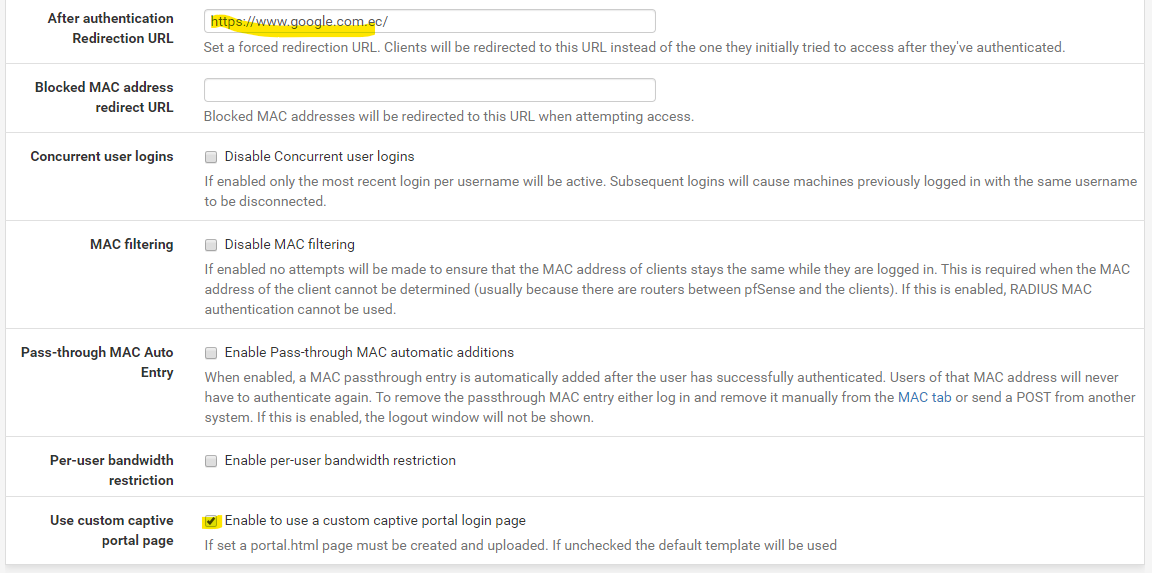 After authentication
Redirection URL
https://www.google.com.ec/
Set a forced redirection URL. Clients will be redirected to this URL instead of the one they initially tried to access after they've authenticated.
Blocked MAC address
redirect URL
Blocked MAC addresses will be redirected to this URL when attempting access.
Concurrent user logins
Disable Concurrent user logins
If enabled only the most recent login per username will be active. Subsequent logins will cause machines previously logged in with the same username
to be disconnected.
MAC filtering
Disable MAC filtering
If enabled no attempts will be made to ensure that the MAC address of clients stays the same while they are logged in. This is required when the MAC
address of the client cannot be determined (usually because there are routers between pfSense and the clients). If this is enabled, RADIUS MAC
authentication cannot be used.
Pass-through MAC Auto
Entry
Enable Pass-through MAC automatic additions
When enabled, a MAC passthrough entry is automatically added after the user has successfully authenticated. Users of that MAC address will never
have to authenticate again. To remove the passthrough MAC entry either log in and remove it manually from the MAC tab or send a POST from another
system. If this is enabled, the logout window will not be shown.
Per-user bandwidth
restriction
Enable per-user bandwidth restriction
Use custom captive
portal page
Enable to use a custom captive portal login page
If set a portal.html page must be created and uploaded. If unchecked the default template will be used